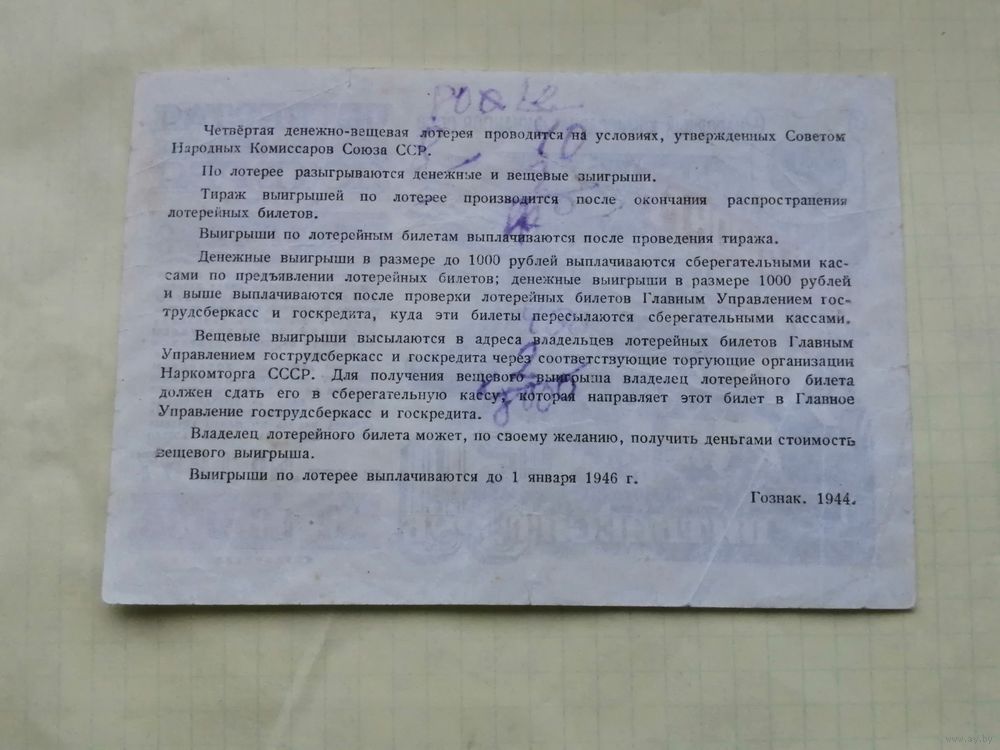 Четвёртая денежно-вещевая лотерея проводится на условиях, утвержденных Советом
Народных Комиссаров Союза ССР.
По лотерее разыгрываются денежные и вещевые выигрыши.
Тираж выигрышей по лотерее производится после окончания распространения
лотерейных билетов.
Выигрыши по лотерейным билетам выплачиваются после проведения тиража.
Денежные выигрыши в размере до 1000 рублей выплачиваются сберегательными кас-
сами по предъявлении лотерейных билетов; денежные выигрыши в размере 1000 рублей
и выше выплачиваются после проверки лотерейных билетов Главным Управлением гос-
трудсберкасс и госкредита, куда эти билеты пересылаются сберегательными кассами.
Вещевые выигрыши высылаются в адреса владельцев лотерейных билетов Главным
Управлением гострудсберкасс и госкредита через соответствующие торгующие организации
Наркомторга СССР. Для получения вещевого выигрыша владелец лотерейного билета
должен сдать его в сберегательную кассу, которая направляет этот билет в Главное
Управление гострудсберкасс и госкредита.
Владелец лотерейного билета может, по своему желанию, получить деньгами стоимость
вещевого выигрыша.
Выигрыши по лотерее выплачиваются до 1 января 1946 г.
Гознак. 1944.
www.ay.by